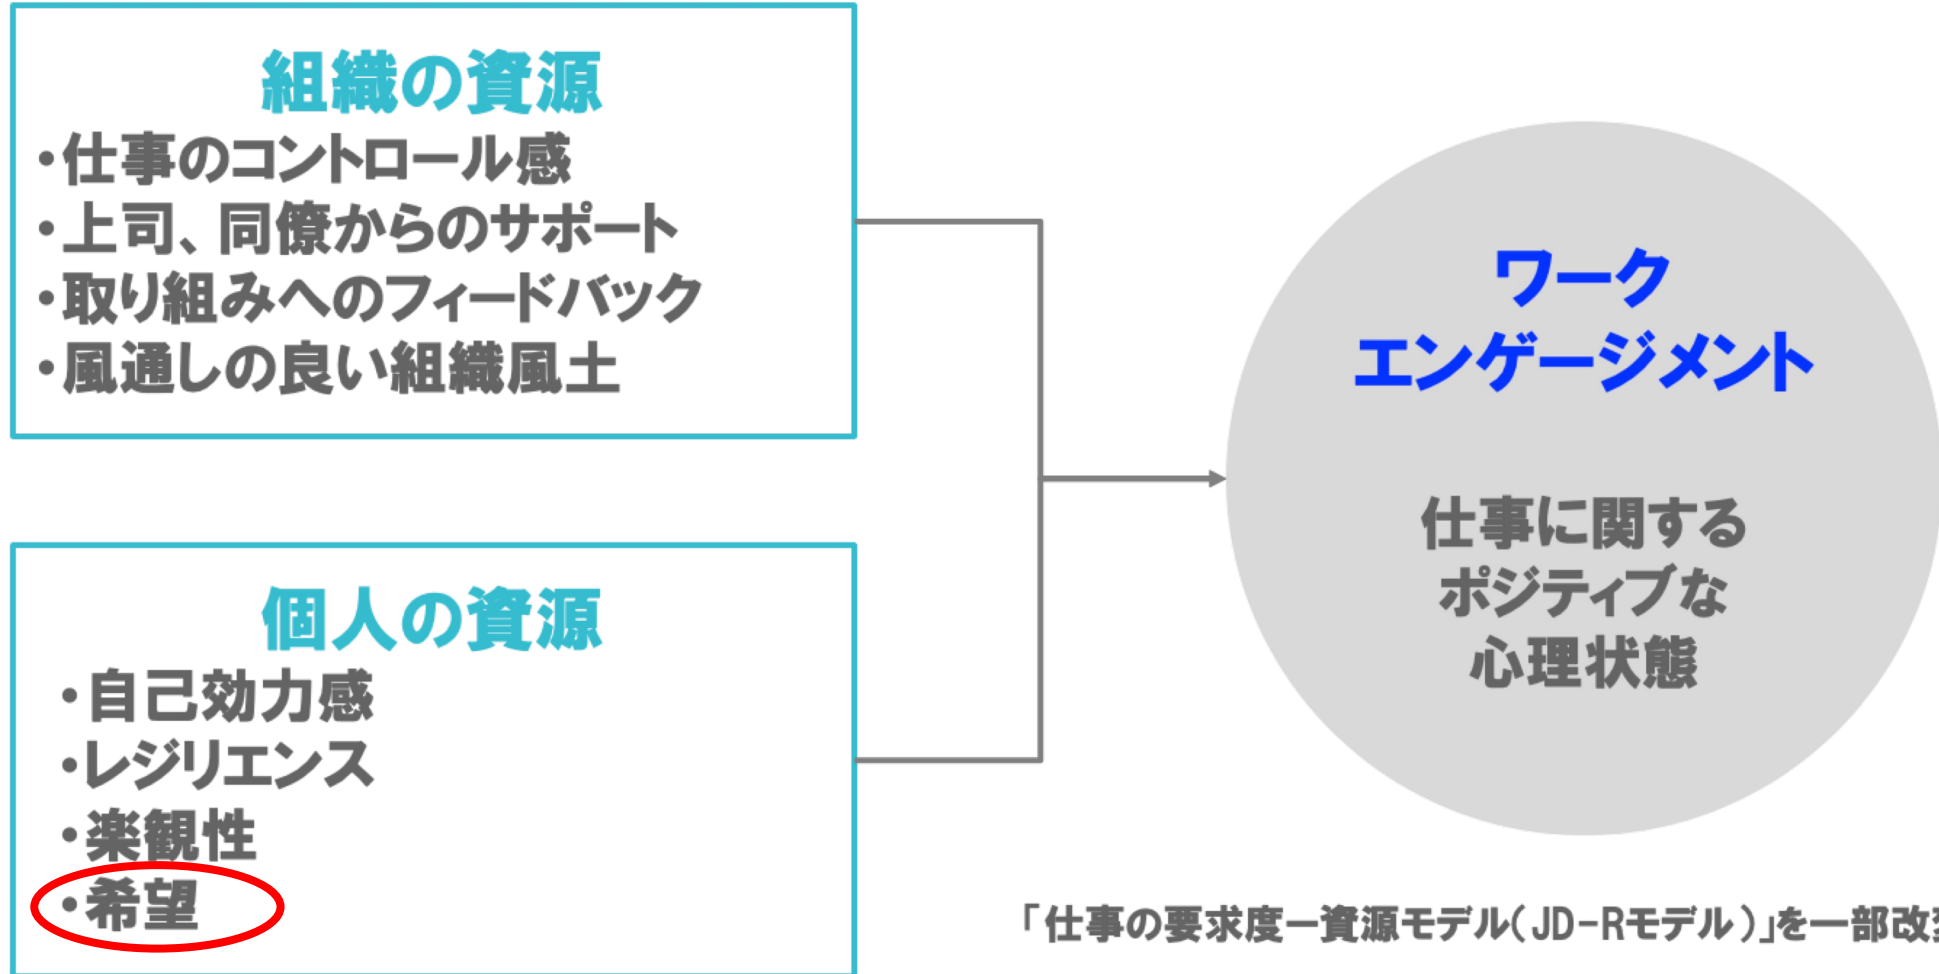 組織の資源
・仕事のコントロール感
・上司、同僚からのサポート
・取り組みへのフィードバック
・風通しの良い組織風土
個人の資源
・自己効力感
・レジリエンス
・楽観性
・希望
ワーク
エンゲージメント
仕事に関する
ポジティブな
心理状態
「仕事の要求度ー資源モデル(JD-Rモデル)」を一部改